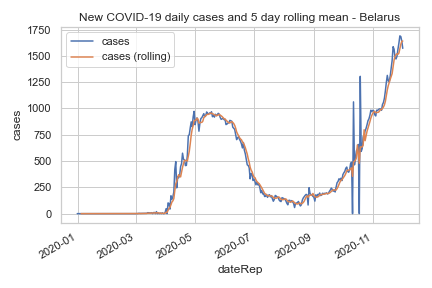 New COVID-19 daily cases and 5 day rolling mean - Belarus
cases
cases (rolling)
1750
1500
1250
1000
750
500
250
0
cases
2020-01
2020-03
2020-05
2020-07
2020-09
2020-11
dateRep